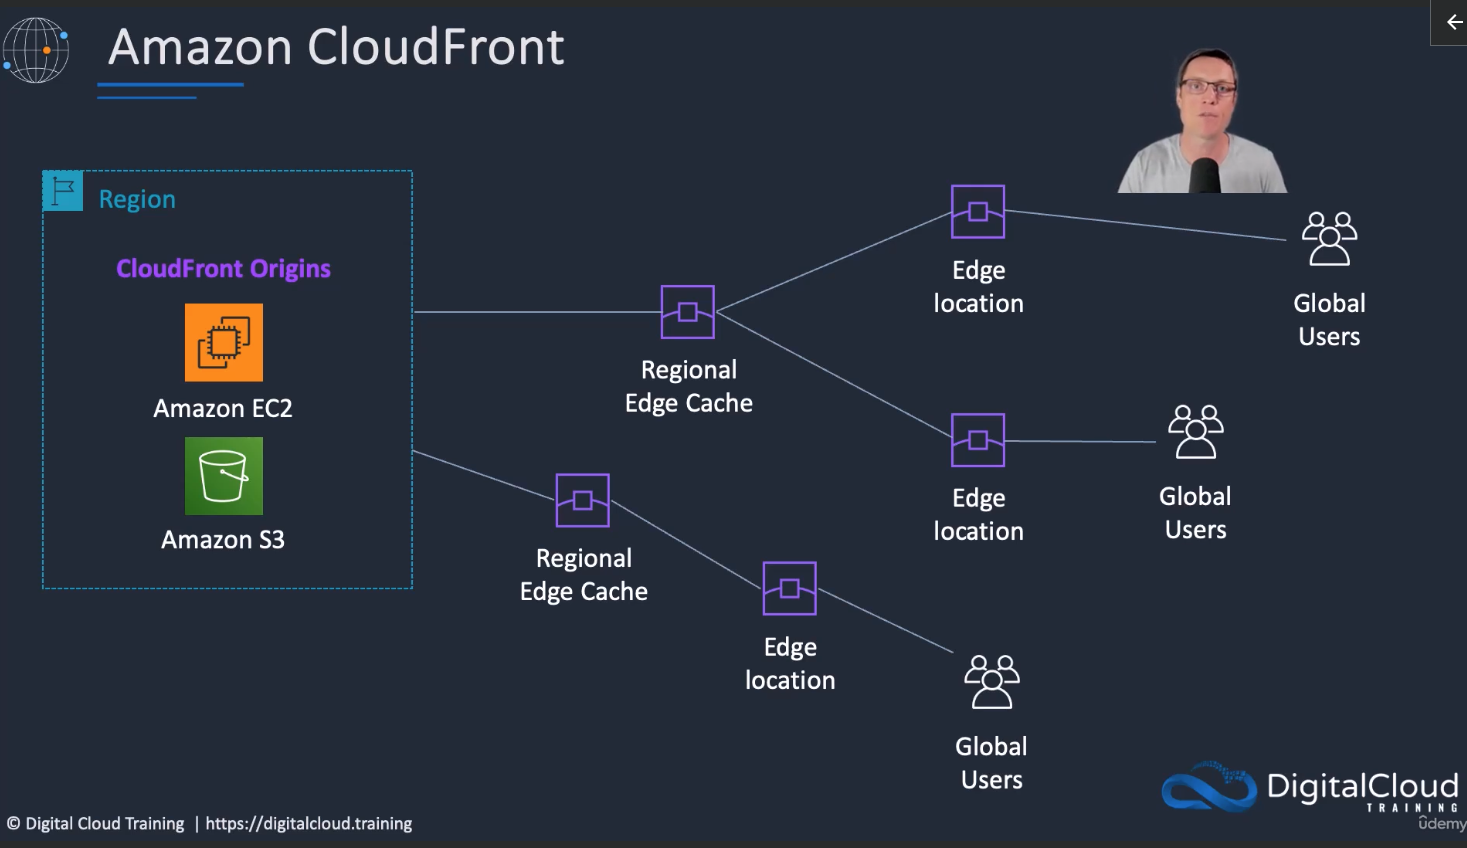 Amazon CloudFront
Region
CloudFront Origins
Amazon EC2
Amazon S3
Regional
Edge Cache
Regional
Edge Cache
Edge
location
Global
Users
Edge
location
Global
Users
Edge
location
Global
Users
DigitalCloud
TRAINING
ûdemy
© Digital Cloud Training | https://digitalcloud.training